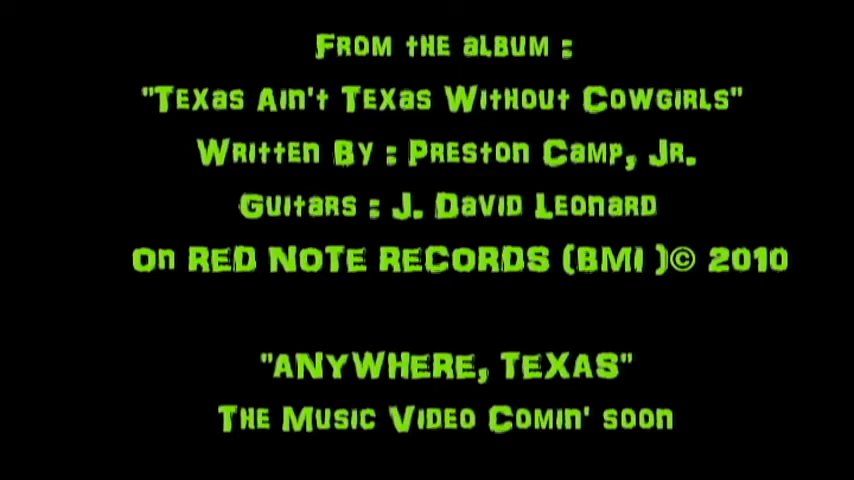 From the album :
"Texas Ain't Texas Without Cowgirls"
Written By : Preston Camp, Jr.
Guitars : J. David Leonard
on RED NOTE RECORDS (BMI )© 2010
"ANYWHERE, TEXAS"
The Music Video Comin' soon